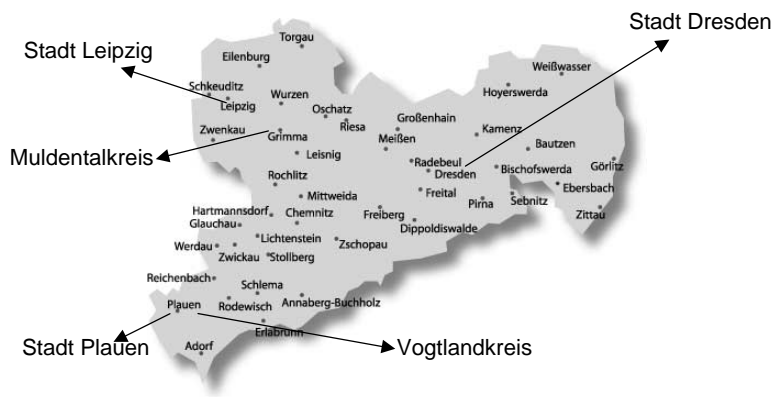 Stadt Dresden
Stadt Leipzig
Torgau
Eilenburg
Weißwasser
Schkeuditz
Leipzig
Wurzen
Hoyerswerda
Oschatz
Riesa
Großenhain
Zwenkau
Grimma
Meißen
Kamenz
Bautzen
Muldentalkreis
Leisnig
Radebeul
Dresden
Bischofswerda
Görlitz
Rochlitz
Mittweida
Freital
Pirna
Sebnitz
Ebersbach
Hartmannsdorf
Chemnitz
Freiberg
Dippoldiswalde
Zittau
Glauchau
Werdau
Lichtenstein
Zschopau
Zwickau
Stollberg
Reichenbach
Schlema
Plauen
Rodewisch
Annaberg-Buchholz
Erlabrunn
Stadt Plauen
Adorf
Vogtlandkreis